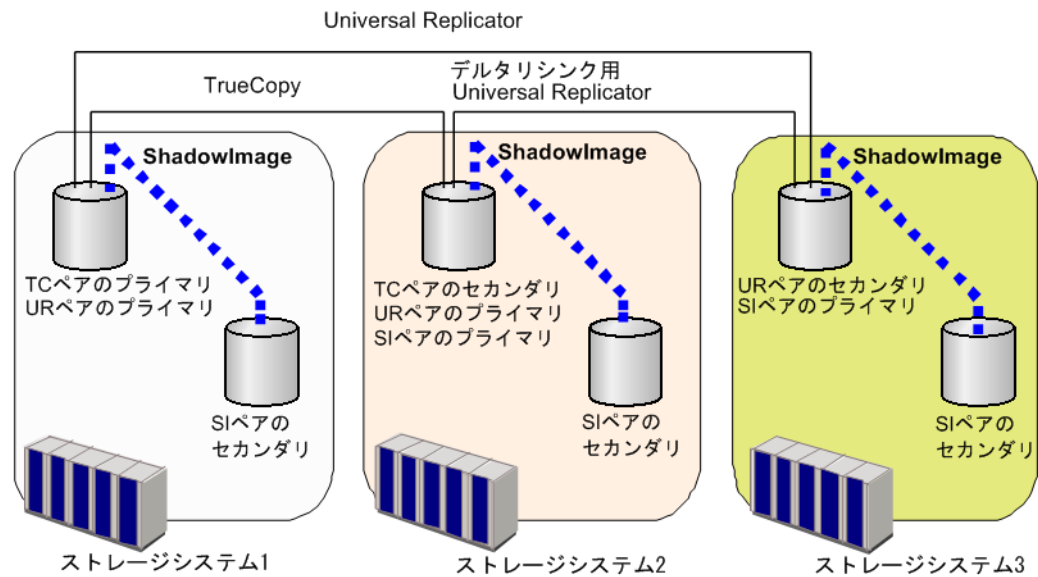 Universal Replicator
TrueCopy
デルタリシンク用
Universal Replicator
ShadowImage
TCペアのプライマリ
URペアのプライマリ
SIペアの
セカンダリ
ストレージシステム1
ShadowImage
TCペアのセカンダリ
URペアのプライマリ
SIペアのプライマリ
SIペアの
セカンダリ
ストレージシステム2
ShadowImage
URペアのセカンダリ
SIペアのプライマリ
SIペアの
セカンダリ
ストレージシステム3